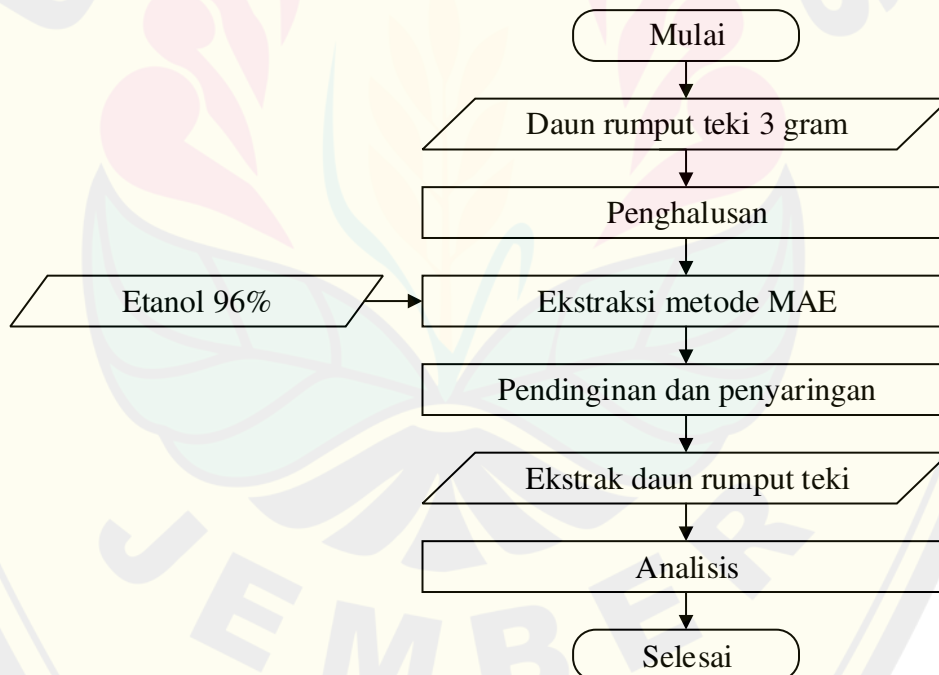 Mulai
Daun rumput teki 3 gram
Penghalusan
Etanol 96%
Ekstraksi metode MAE
Pendinginan dan penyaringan
Ekstrak daun rumput teki
Analisis
Selesai
JEMBER